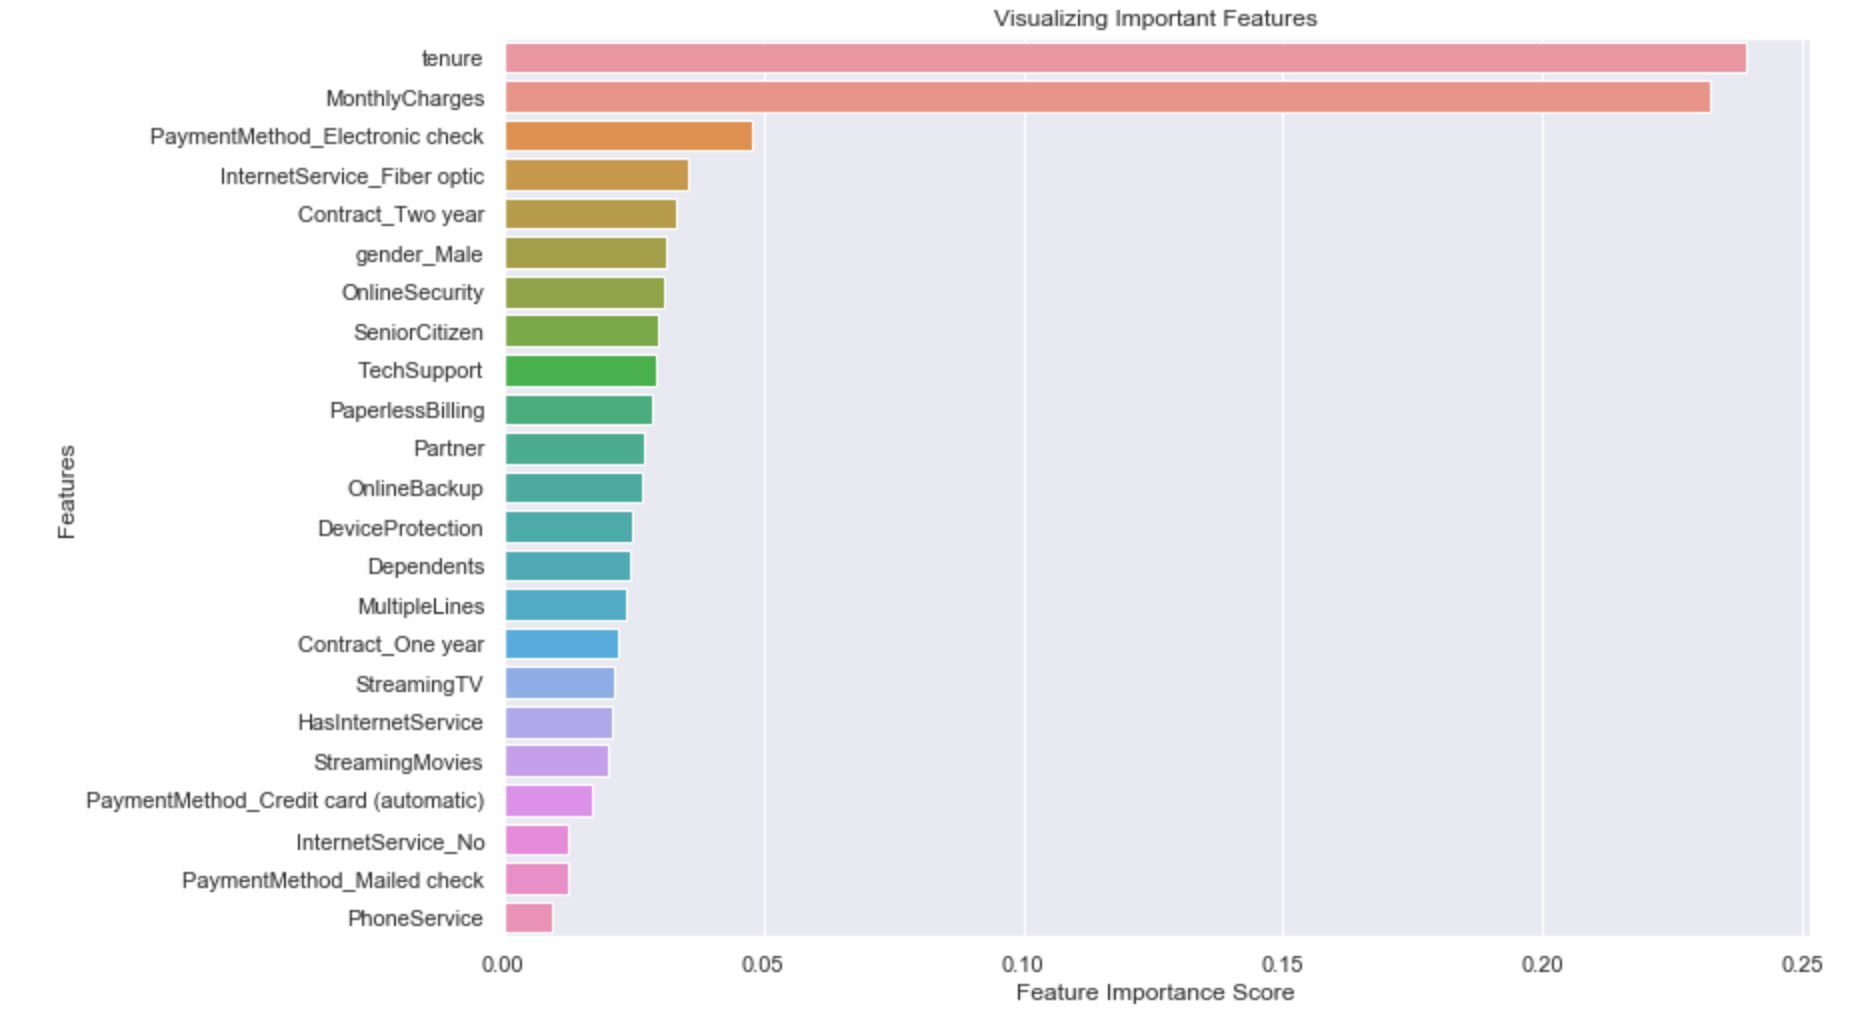 Visualizing Important Features
tenure
MonthlyCharges
PaymentMethod_Electronic check
InternetService_Fiber optic
Contract_Two year
gender_Male
OnlineSecurity
SeniorCitizen
TechSupport
PaperlessBilling
Partner
OnlineBackup
DeviceProtection
Dependents
MultipleLines
Contract_One year
StreamingTV
HasInternetService
StreamingMovies
PaymentMethod_Credit card (automatic)
InternetService_No
PaymentMethod_Mailed check
PhoneService
Features
0.00 0.05 0.10 0.15 0.20 0.25
Feature Importance Score